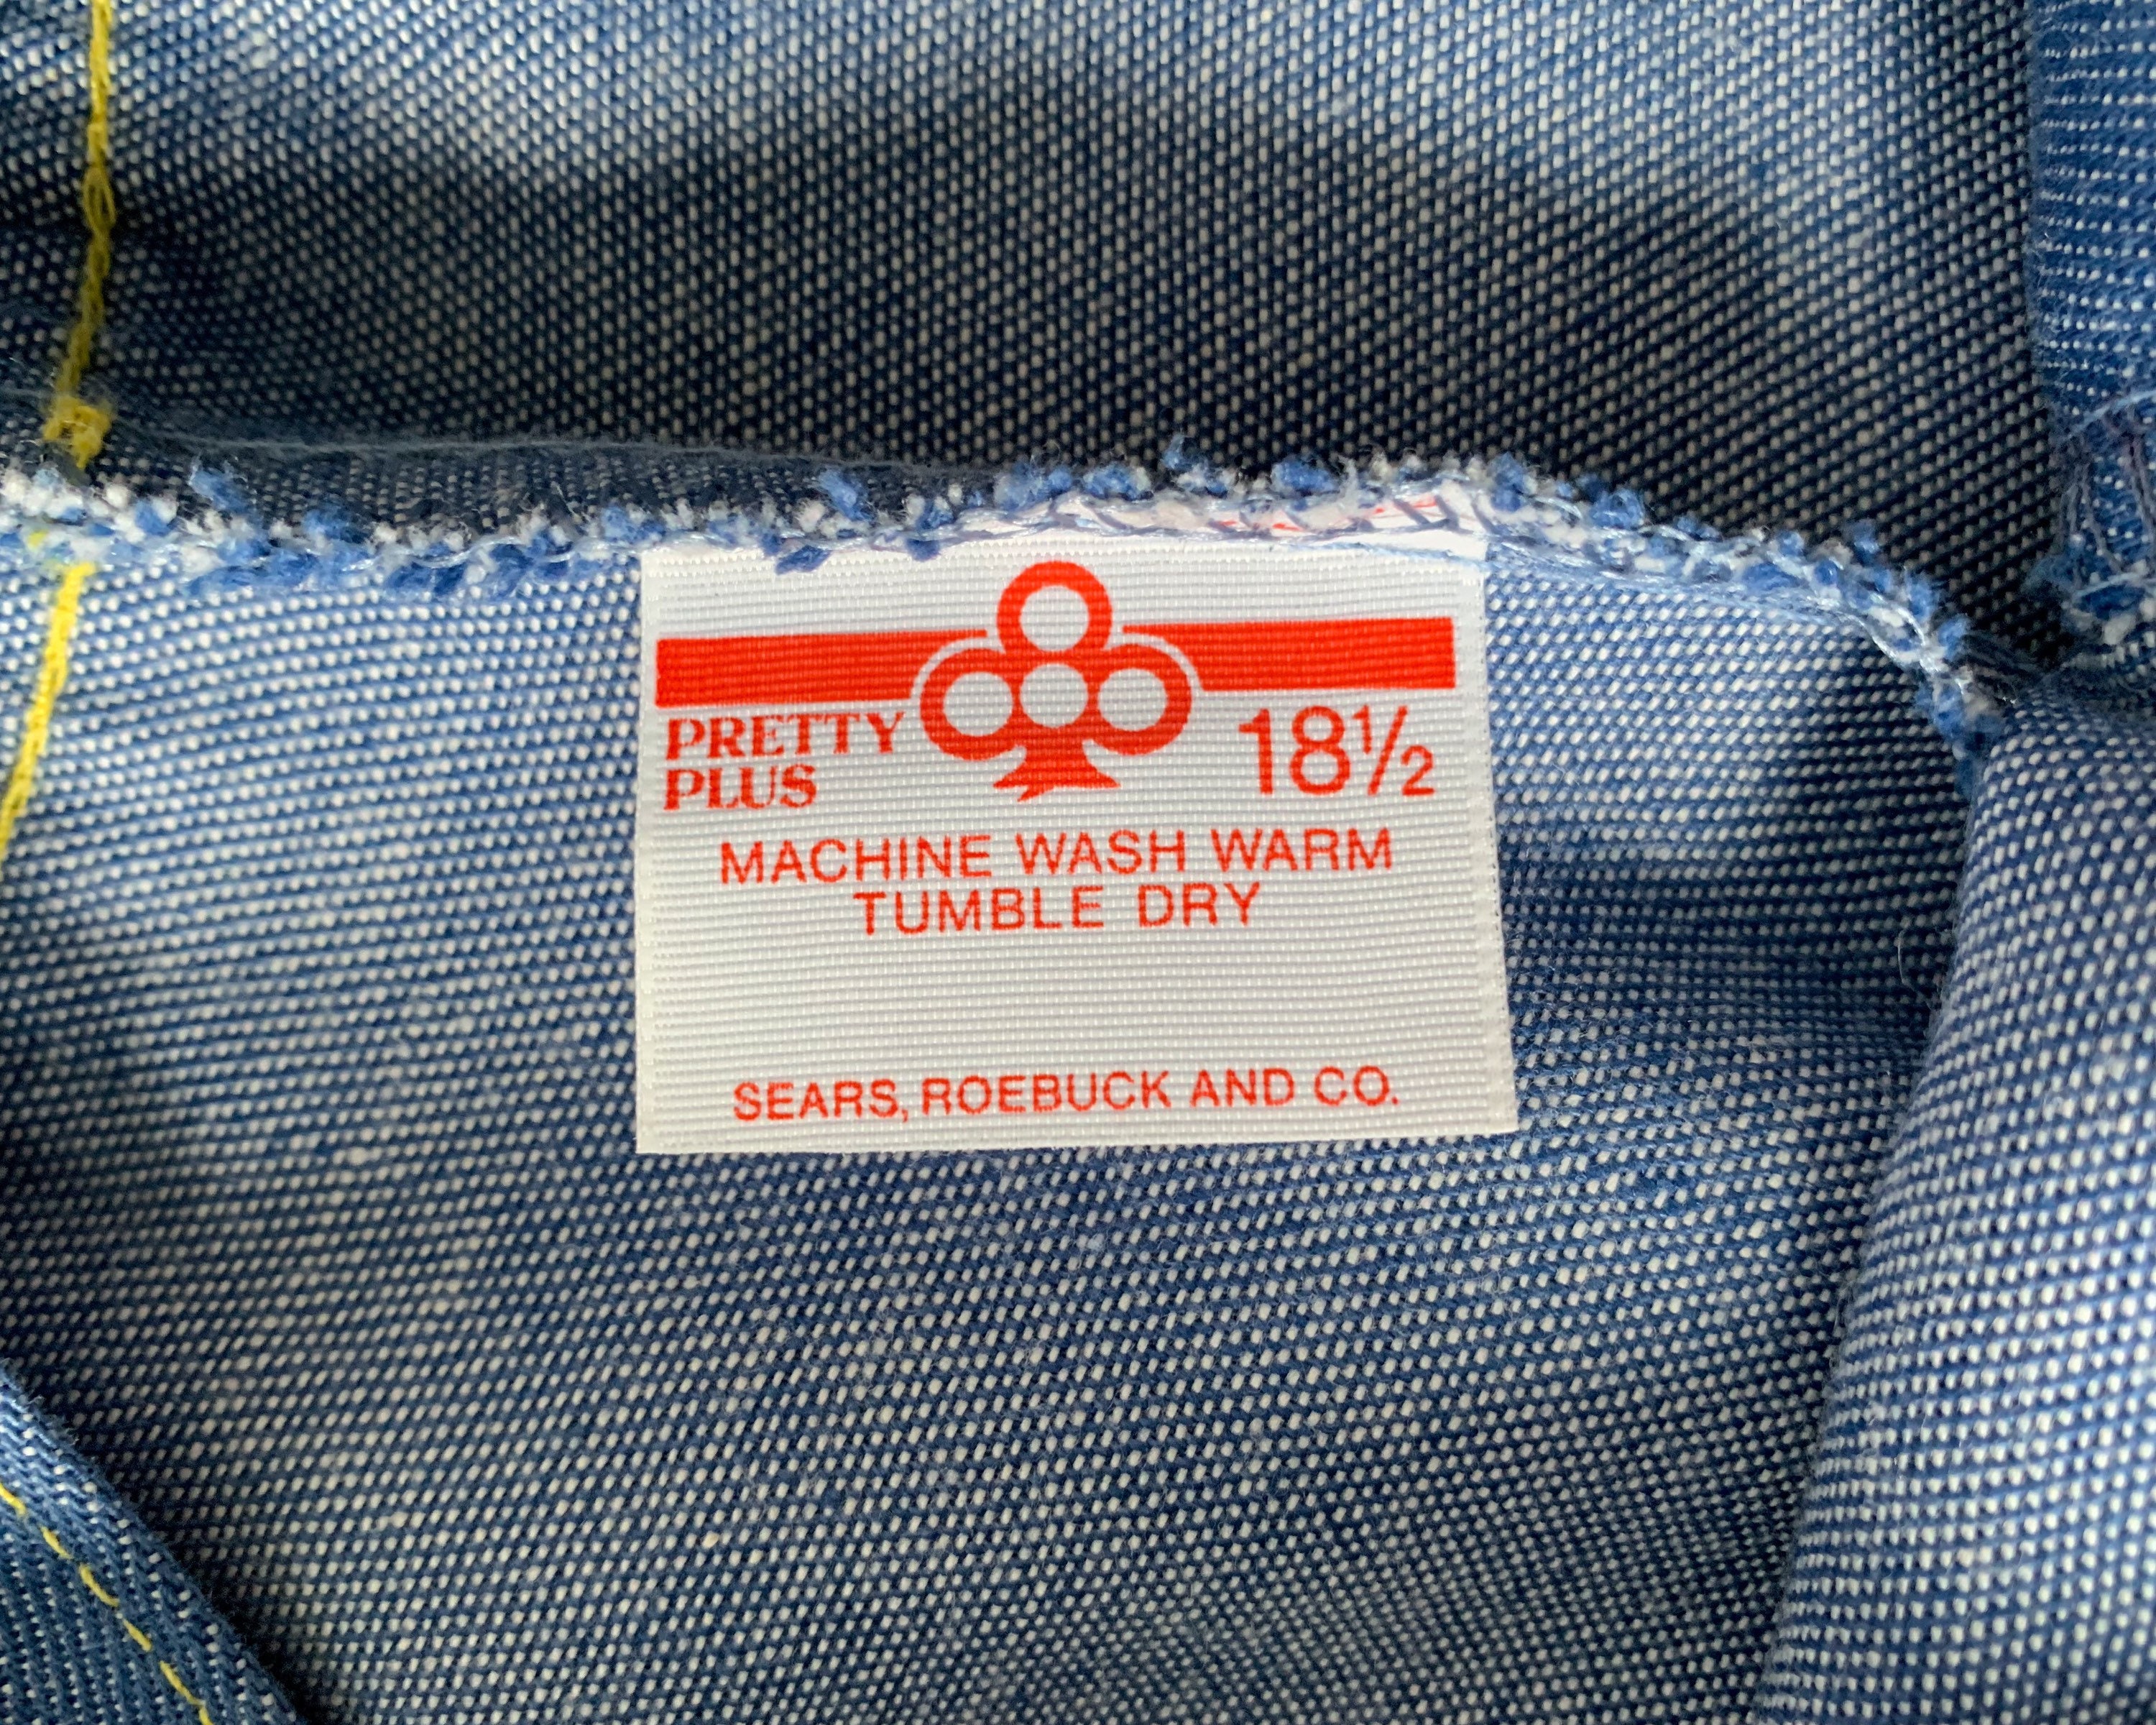 PRETTY
PLUS
18½
MACHINE WASH WARM
TUMBLE DRY
SEARS, ROEBUCK AND CO.